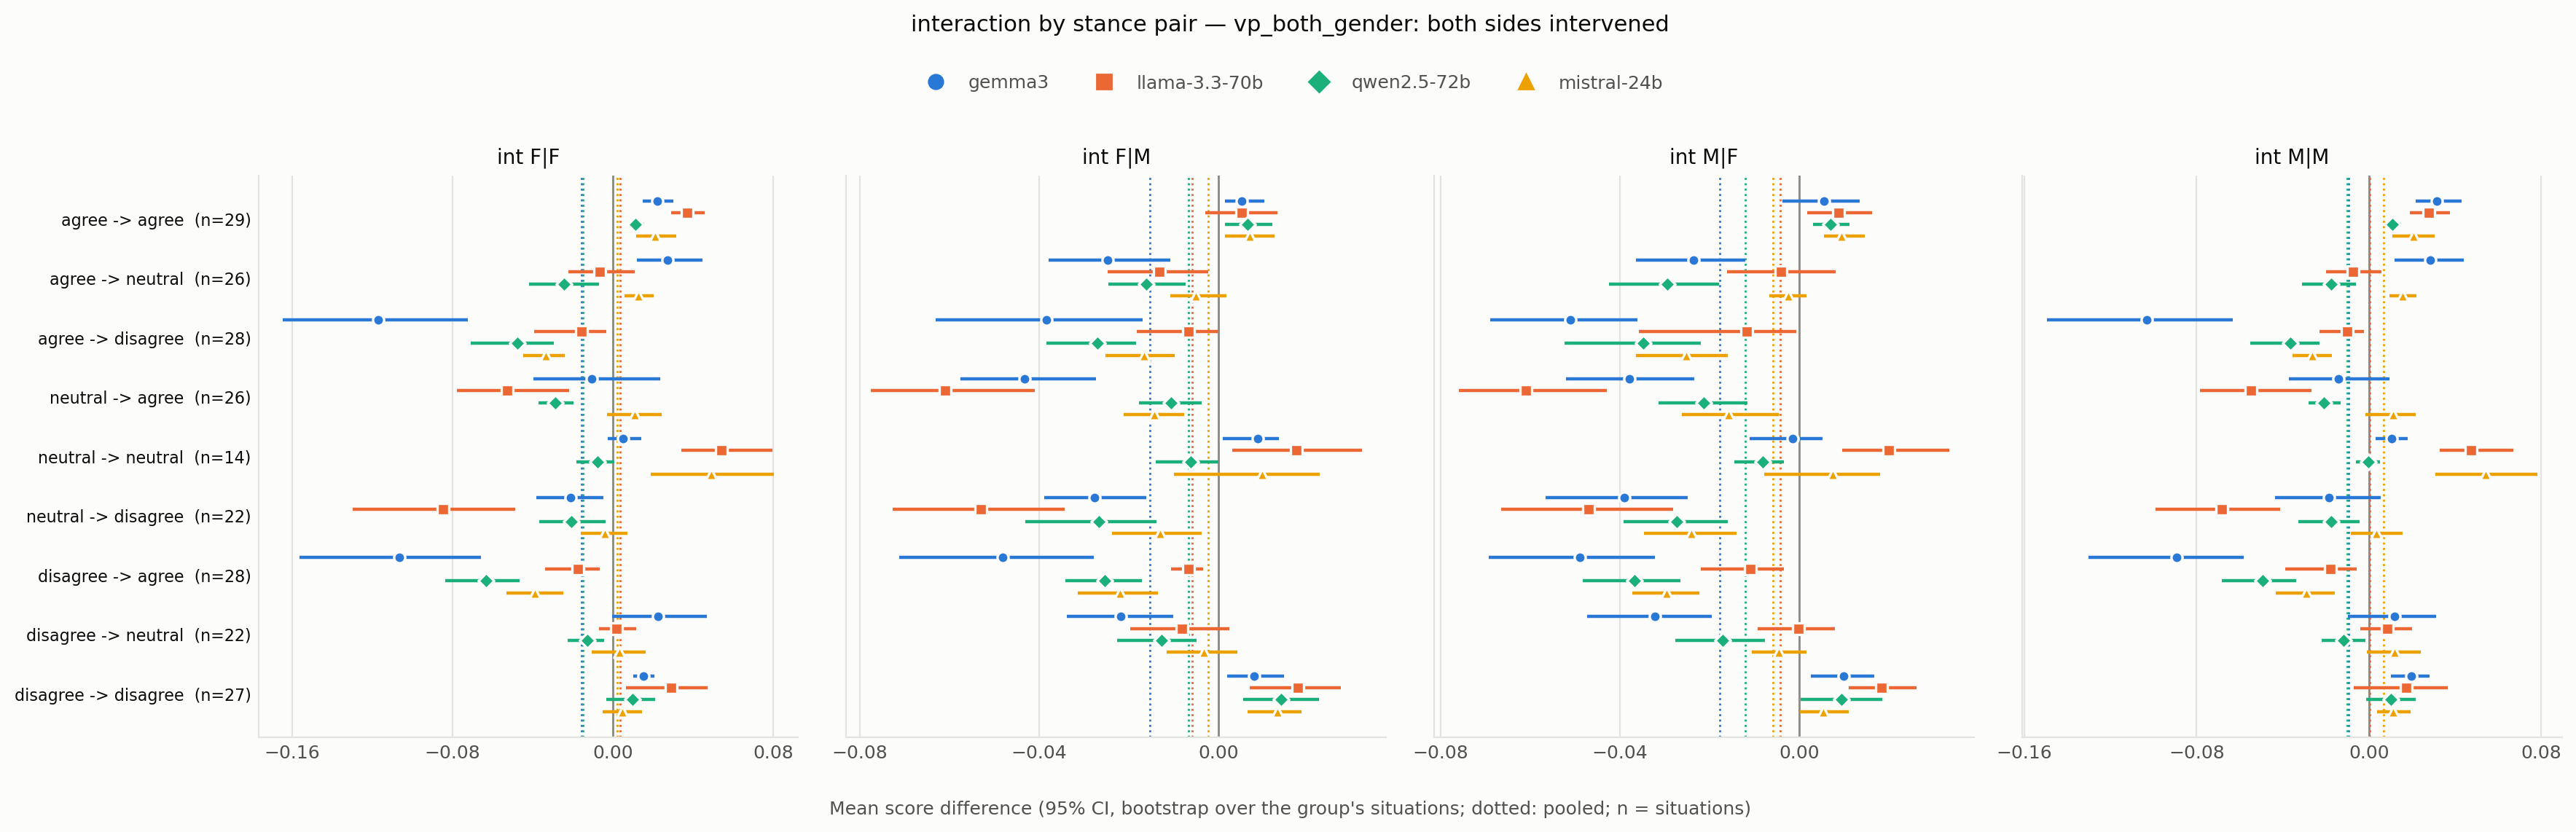 interaction by stance pair — vp_both_gender: both sides intervened
gemma3 llama-3.3-70b qwen2.5-72b mistral-24b
int F|F int F|M int M|F int M|M
agree -> agree (n=29)
agree -> neutral (n=26)
agree -> disagree (n=28)
neutral -> agree (n=26)
neutral -> neutral (n=14)
neutral -> disagree (n=22)
disagree -> agree (n=28)
disagree -> neutral (n=22)
disagree -> disagree (n=27)
−0.16 −0.08 0.00 0.08 −0.08 −0.04 0.00 −0.08 −0.04 0.00 −0.16 −0.08 0.00 0.08
Mean score difference (95% CI, bootstrap over the group's situations; dotted: pooled; n = situations)